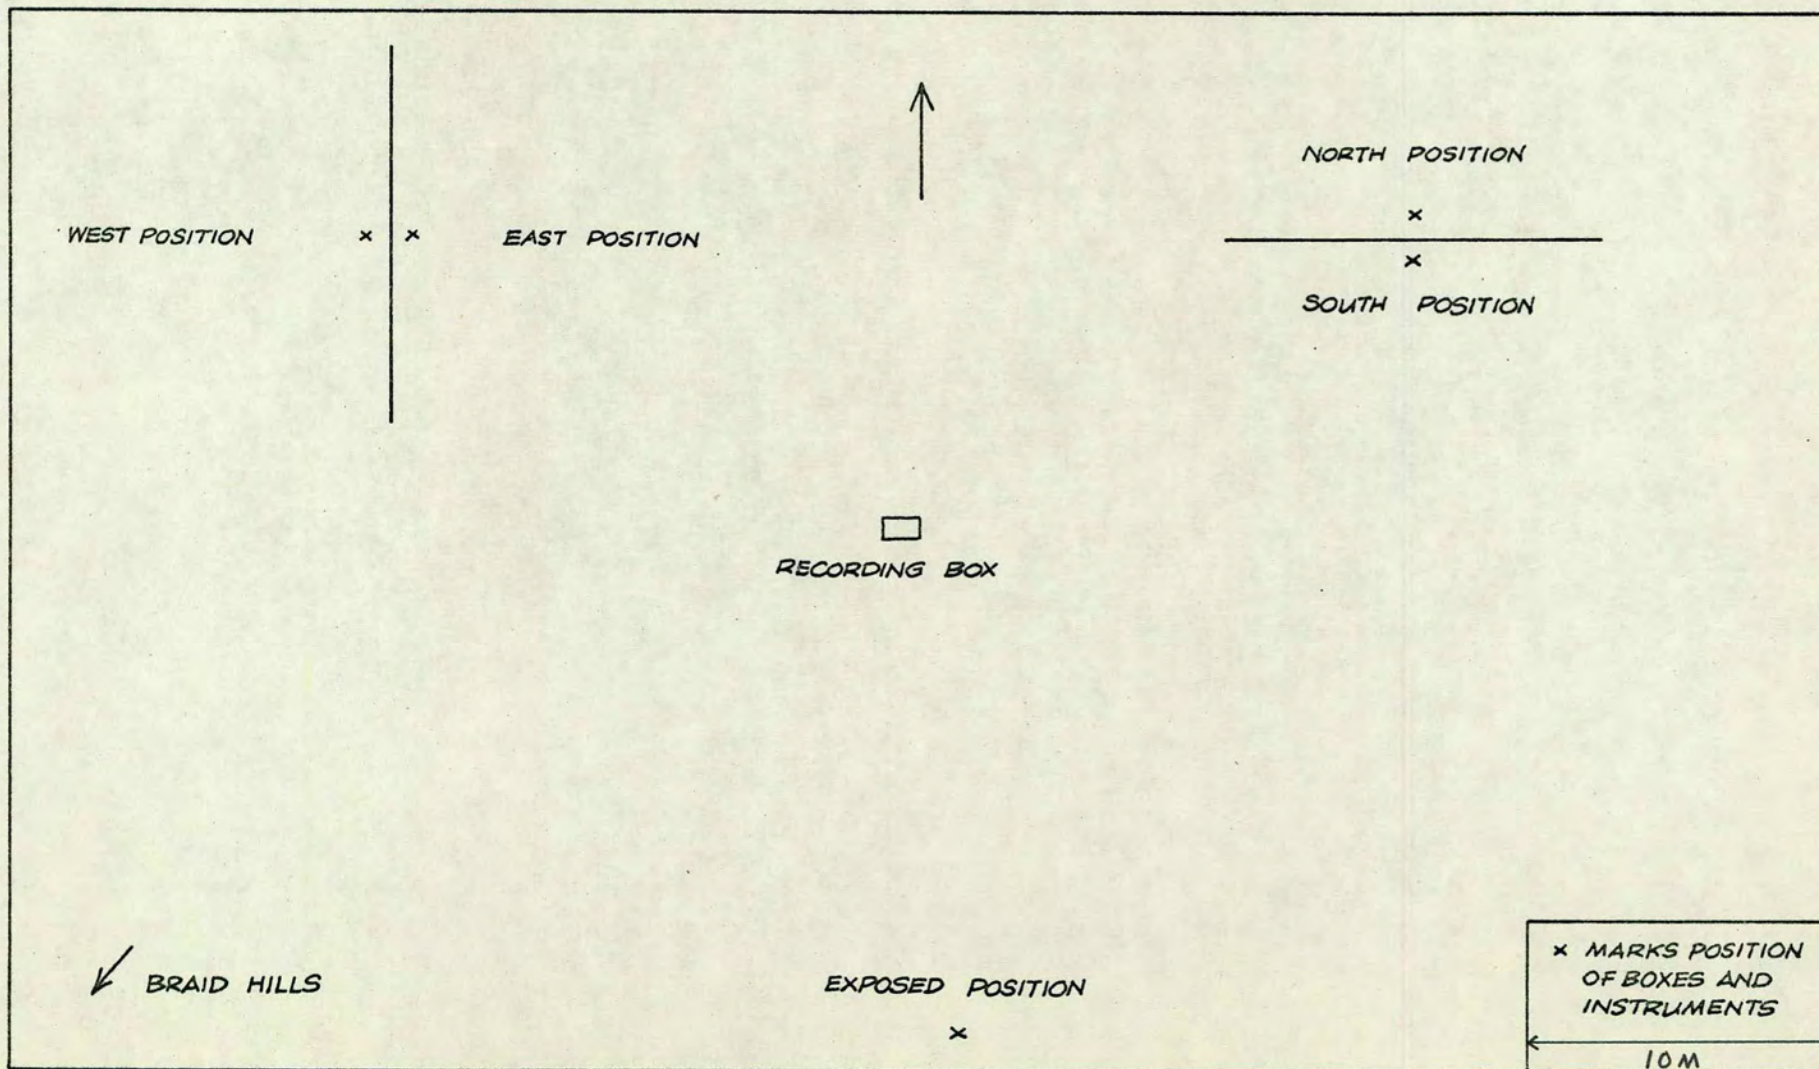 NORTH POSITION
WEST POSITION
EAST POSITION
SOUTH POSITION
RECORDING BOX
BRAID HILLS
EXPOSED POSITION
x MARKS POSITION
OF BOXES AND
INSTRUMENTS
10M